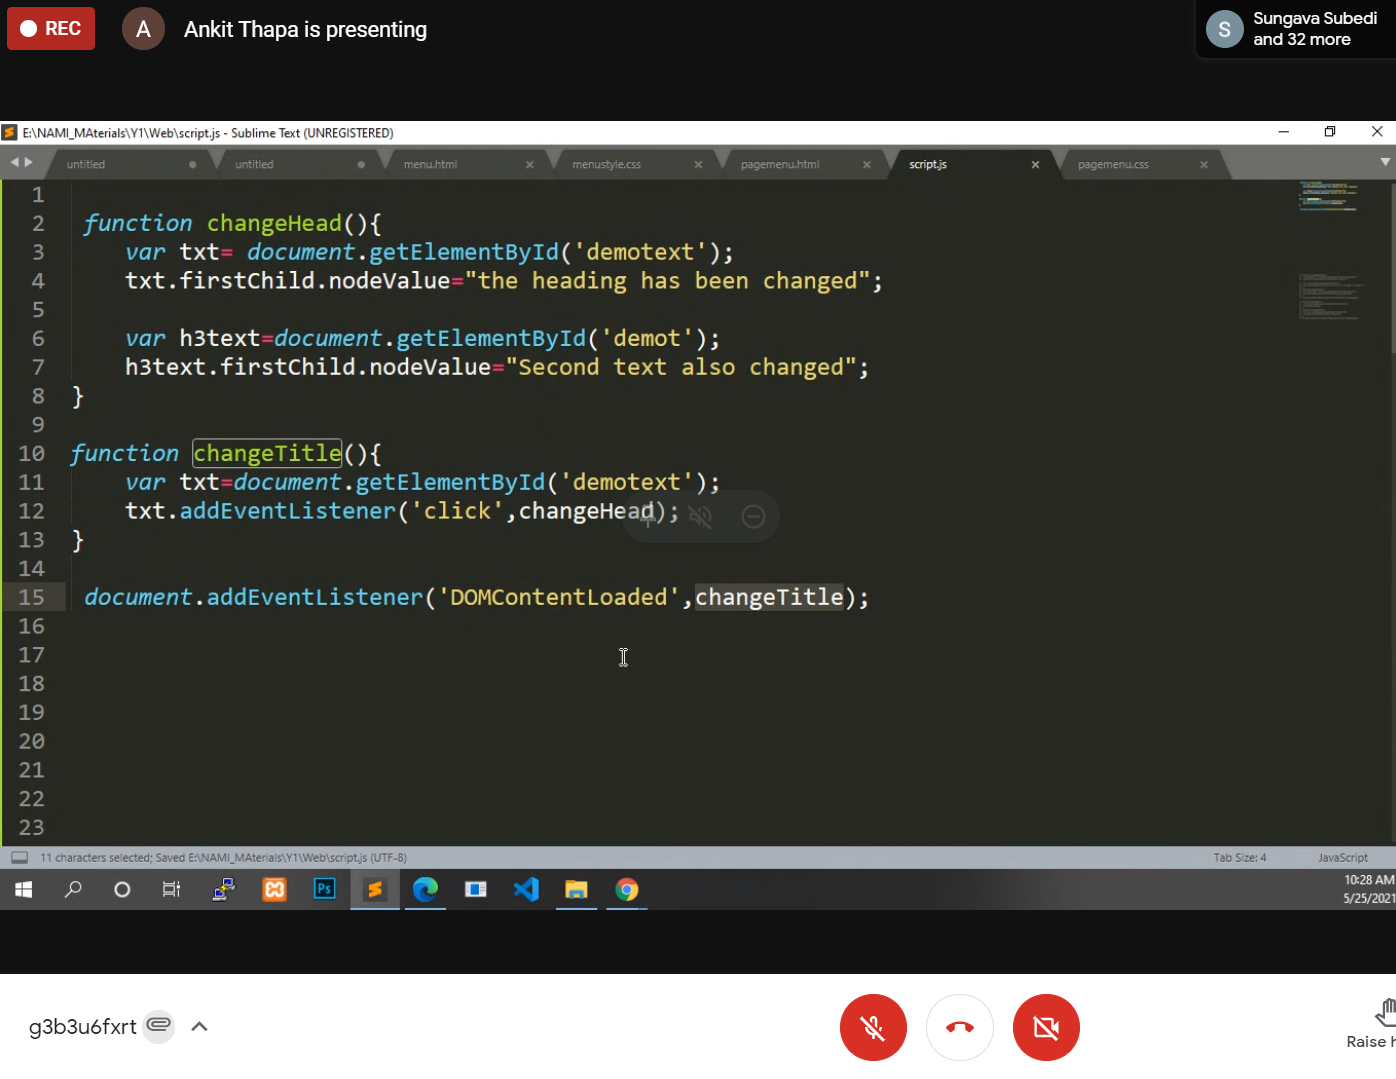 REC
A
Ankit Thapa is presenting
S
Sungava Subedi
and 32 more
E:\NAMI_MAterials\Y1\Web\script.js - Sublime Text (UNREGISTERED)
untitled
untitled
menu.html
menustyle.css
pagemenu.html
script.js
pagemenu.css
1
2 function changeHead(){
3 var txt= document.getElementById('demotext');
4 txt.firstChild.nodeValue="the heading has been changed";
5
6 var h3text=document.getElementById('demot');
7 h3text.firstChild.nodeValue="Second text also changed";
8 }
9
10 function changeTitle(){
11 var txt=document.getElementById('demotext');
12 txt.addEventListener('click',changeHead);
13 }
14
15 document.addEventListener('DOMContentLoaded',changeTitle);
16
17
18
19
20
21
22
23
11 characters selected; Saved E:\NAMI_MAterials\Y1\Web\script.js (UTF-8)
Tab Size: 4
JavaScript
Ps
10:28 AM
5/25/2021
g3b3u6fxrt
Raise h